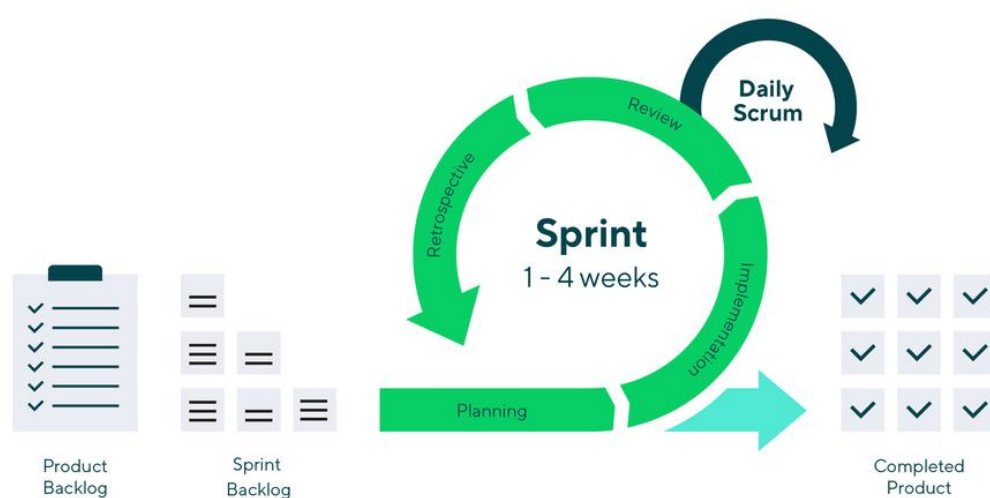 Product
Backlog
Sprint
Backlog
Planning
Implementation
Review
Retrospective
Sprint
1 - 4 weeks
Daily
Scrum
Completed
Product